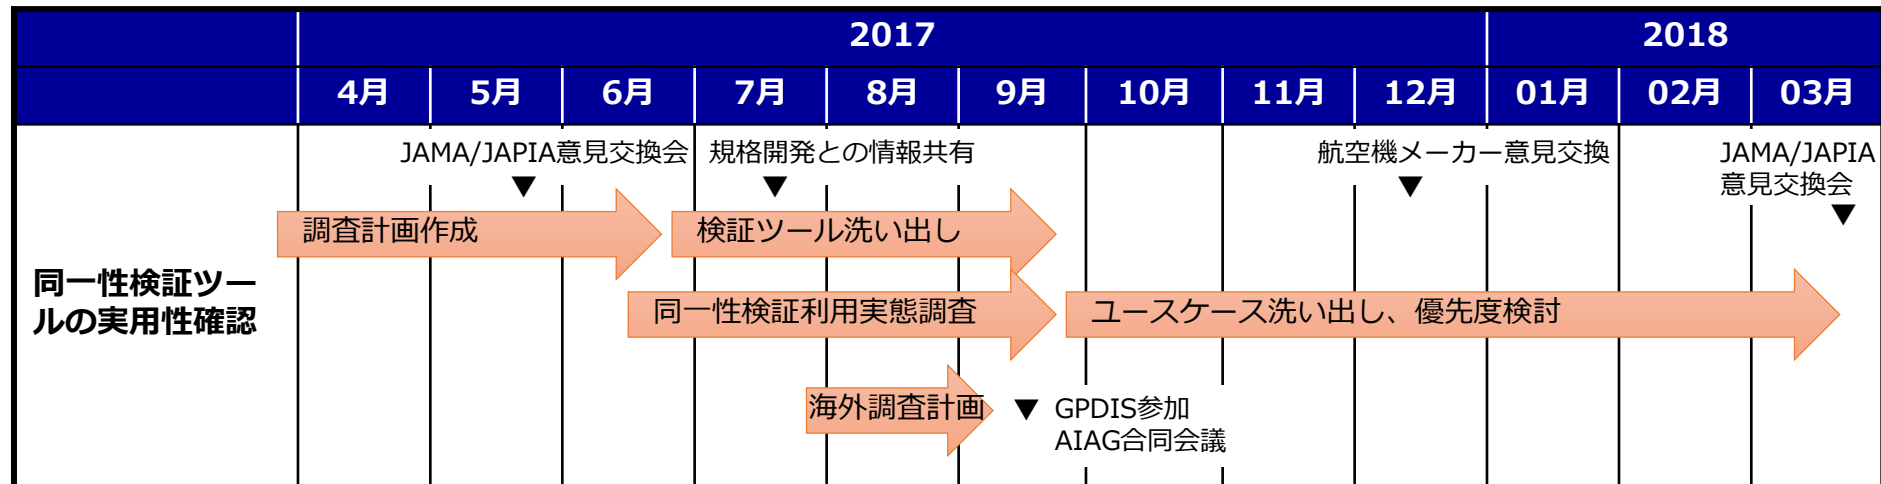 2017
2018
4月
5月
6月
7月
8月
9月
10月
11月
12月
01月
02月
03月
同一性検証ツー
ルの実用性確認
JAMA/JAPIA意見交換会
規格開発との情報共有
航空機メーカー意見交換
JAMA/JAPIA
意見交換会
▼
▼
▼
▼
調査計画作成
検証ツール洗い出し
同一性検証利用実態調査
ユースケース洗い出し、優先度検討
海外調査計画
▼ GPDIS参加
AIAG合同会議